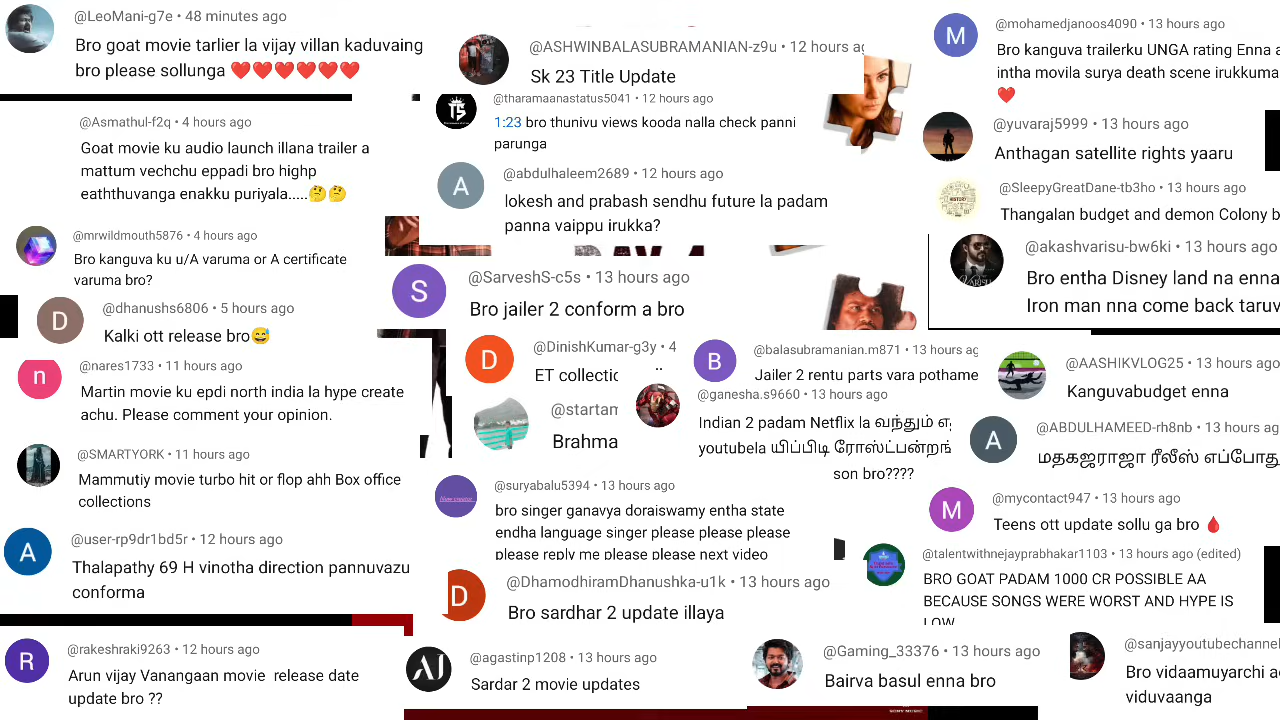 @LeoMani-g7e • 48 minutes ago
Bro goat movie tarlier la vijay villan kaduvaing
bro please sollunga ❤️❤️❤️❤️❤️❤️
@Asmathul-f2q • 4 hours ago
Goat movie ku audio launch illana trailer a
mattum vechchu eppadi bro highp
eaththuvanga enakku puriyala.....🤔🤔
@mrwildmouth5876 • 4 hours ago
Bro kanguva ku u/A varuma or A certificate
varuma bro?
D
@dhanushs6806 • 5 hours ago
Kalki ott release bro😅
n
@nares1733 • 11 hours ago
Martin movie ku epdi north india la hype create
achu. Please comment your opinion.
@SMARTYORK • 11 hours ago
Mammutiy movie turbo hit or flop ahh Box office
collections
A
@user-rp9dr1bd5r • 12 hours ago
Thalapathy 69 H vinotha direction pannuvazu
conforma
R
@rakeshraki9263 • 12 hours ago
Arun vijay Vanangaan movie release date
update bro ??
@ASHWINBALASUBRAMANIAN-z9u • 12 hours
Sk 23 Title Update
TS
@tharamaanastatus5041 • 12 hours ago
1:23 bro thunivu views kooda nalla check panni
parunga
A
@abdulhaleem2689 • 12 hours ago
lokesh and prabash sendhu future la padam
panna vaippu irukka?
S
@SarveshS-c5s • 13 hours ago
Bro jailer 2 conform a bro
D
@DinishKumar-g3y • 4
ET collectic
@startan
Brahma
B
@balasubramanian.m871 • 13 hours ag
Jailer 2 rentu parts vara pothame
@ganesha.s9660 • 13 hours ago
Indian 2 padam Netflix la வந்தும்
youtubela யிப்பிடி ரோஸ்ட்பன்றங்
son bro????
@suryabalu5394 • 13 hours ago
bro singer ganavya doraiswamy entha state
endha language singer please please please
please reply me please please next video
D
@DhamodhiramDhanushka-u1k • 13 hours ago
Bro sardhar 2 update illaya
AJ
@agartinp1208 • 13 hours ago
Sardar 2 movie updates
@Gaming_33376 • 13 hours ago
Bairva basul enna bro
SONY MUSIC
M
@mohamedjanoos4090 • 13 hours ago
Bro kanguva trailerku UNGA rating Enna a
intha movila surya death scene irukkuma
❤️
@yuvaraj5999 • 13 hours ago
Anthagan satellite rights yaaru
HISTORY
@SleepyGreatDane-tb3ho • 13 hours ago
Thangalan budget and demon Colony b
@akashvarisu-bw6ki • 13 hours ago
Bro entha Disney land na enna
Iron man nna come back taruv
@AASHIKVLOG25 • 13 hours ago
Kanguvabudget enna
A
@ABDULHAMEED-rh8nb • 13 hours ag
மதகஜராஜா ரீலீஸ் எப்போது
M
@mycontact947 • 13 hours ago
Teens ott update sollu ga bro 🩸
@talentwithnejayprabhakar1103 • 13 hours ago (edited)
BRO GOAT PADAM 1000 CR POSSBLE AA
BECAUSE SONGS WERE WORST AND HYPE IS
LOW
@sanjayyoutubechannel
Bro vidaamuyarchi a
viduvaanga